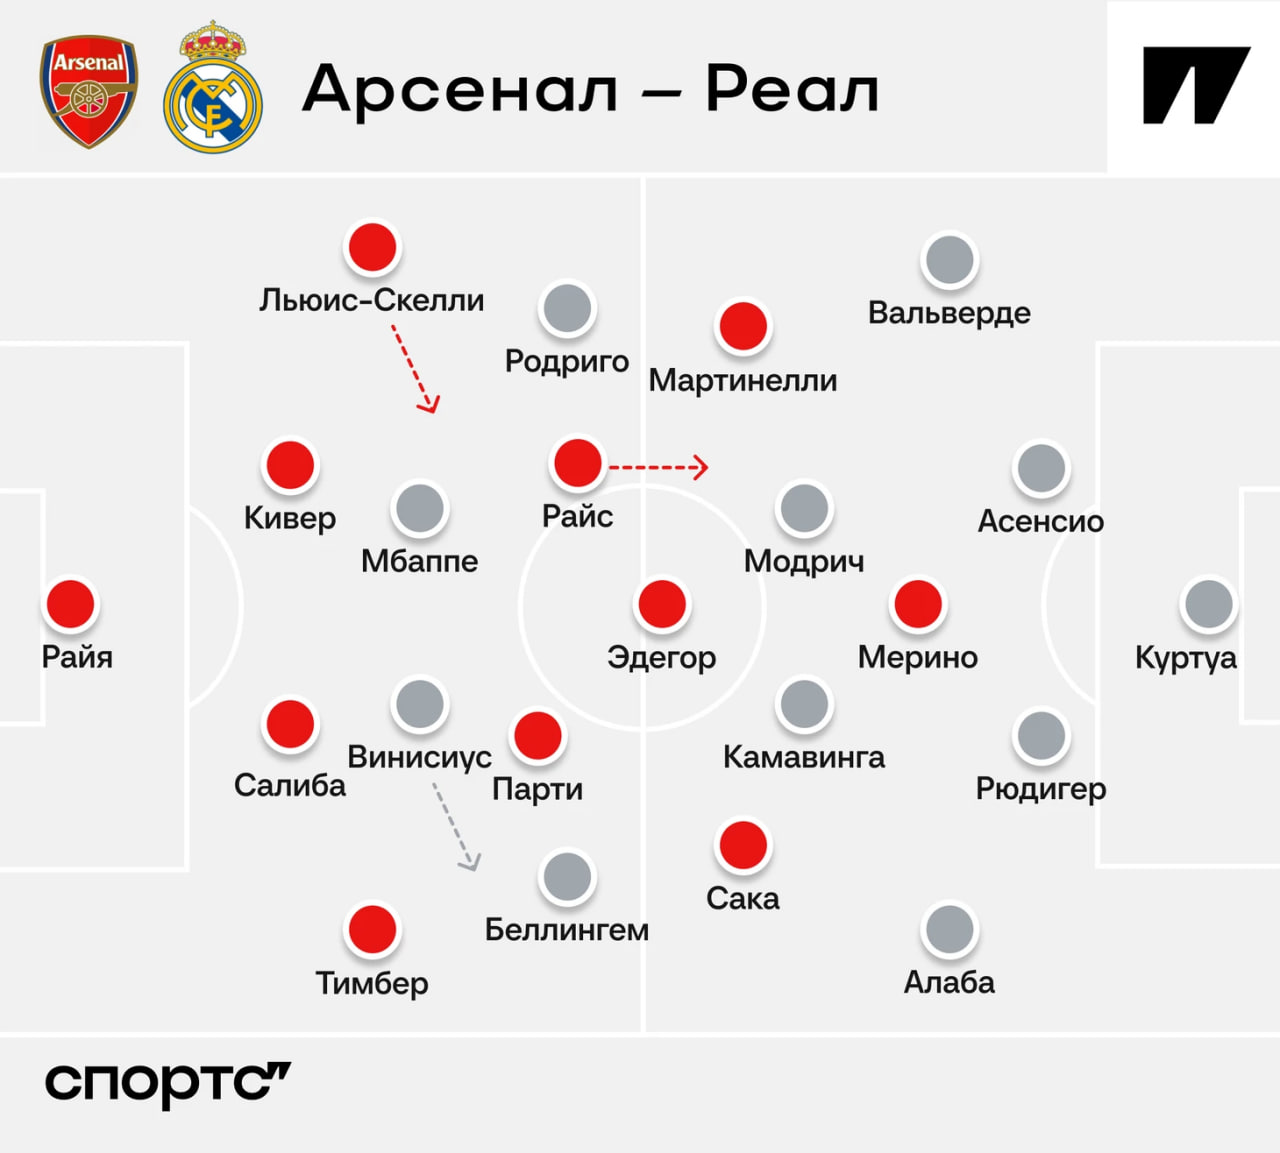 Arsenal
Арсенал – Реал
Льюис-Скелли
Родриго
Мартинелли
Вальверде
Кивер
Мбаппе
Райс
Модрич
Асенсио
Райя
Эдегор
Мерино
Куртуа
Салиба
Винисиус
Парти
Камавинга
Рюдигер
Тимбер
Беллингем
Сака
Алаба
спортс"